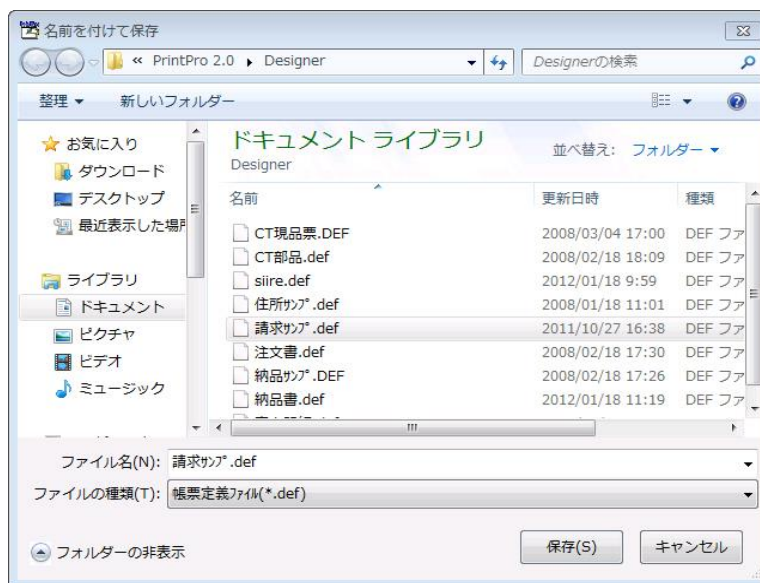 名前を付けて保存
« PrintPro 2.0 ▸ Designer
Designerの検索
整理 ▼ 新しいフォルダー
お気に入り
ダウンロード
デスクトップ
最近表示した場所
ライブラリ
ドキュメント
ピクチャ
ビデオ
ミュージック
ドキュメント ライブラリ
Designer
並べ替え: フォルダー ▼
名前 更新日時 種類
CT現品票.DEF 2008/03/04 17:00 DEF ファ
CT部品.def 2008/02/18 18:09 DEF ファ
siire.def 2012/01/18 9:59 DEF ファ
住所ｻﾝﾌﾟ.def 2008/01/18 11:01 DEF ファ
請求ｻﾝﾌﾟ.def 2011/10/27 16:38 DEF ファ
注文書.def 2008/02/18 17:30 DEF ファ
納品ｻﾝﾌﾟ.DEF 2008/02/18 17:26 DEF ファ
納品書.def 2012/01/18 11:19 DEF ファ
ファイル名(N): 請求ｻﾝﾌﾟ.def
ファイルの種類(T): 帳票定義ﾌｧｲﾙ(*.def)
フォルダーの非表示
保存(S) キャンセル